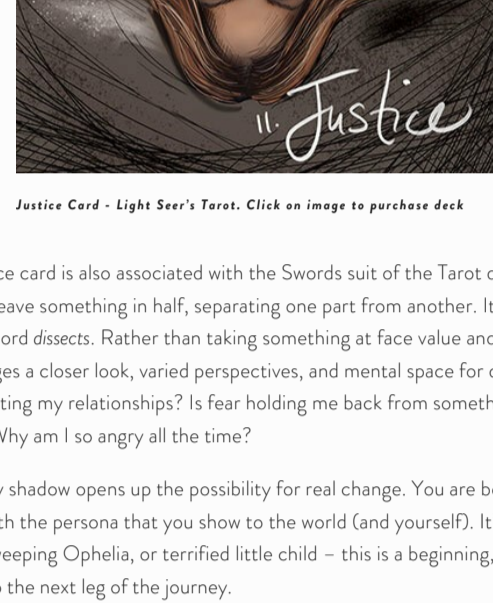 11. Justice
Justice Card - Light Seer's Tarot. Click on image to purchase deck
ce card is also associated with the Swords suit of the Tarot
eave something in half, separating one part from another. It
ord dissects. Rather than taking something at face value and
ges a closer look, varied perspectives, and mental space for
ting my relationships? Is fear holding me back from someth
Why am I so angry all the time?
y shadow opens up the possibility for real change. You are be
th the persona that you show to the world (and yourself). It
weeping Ophelia, or terrified little child – this is a beginning,
the next leg of the journey.